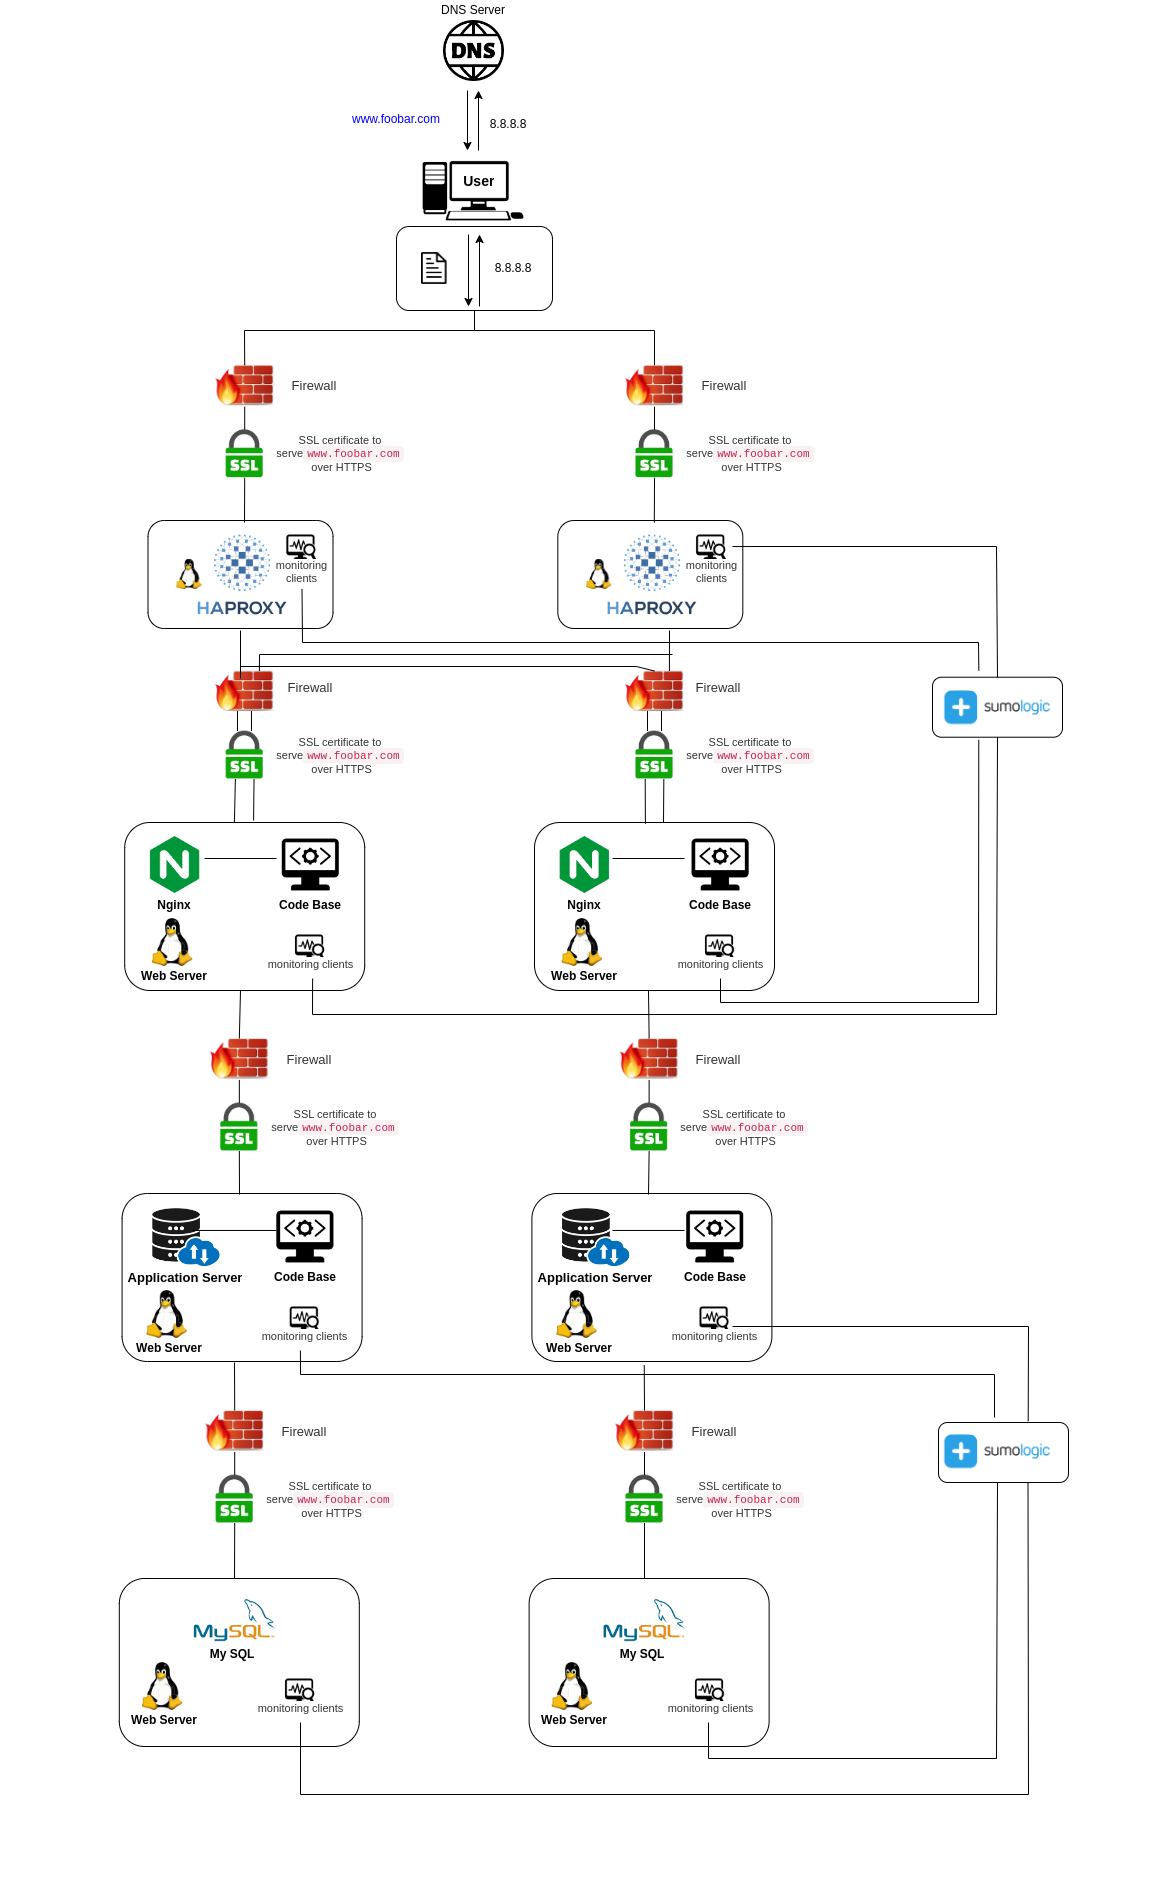 DNS Server
DNS
www.foobar.com
8.8.8.8
User
8.8.8.8
Firewall
Firewall
SSL
SSL certificate to
serve www.foobar.com
over HTTPS
SSL
SSL certificate to
serve www.foobar.com
over HTTPS
monitoring
clients
HAPROXY
monitoring
clients
HAPROXY
Firewall
Firewall
sumologic
SSL
SSL certificate to
serve www.foobar.com
over HTTPS
SSL
SSL certificate to
serve www.foobar.com
over HTTPS
N
Nginx
Code Base
Web Server
monitoring clients
N
Nginx
Code Base
Web Server
monitoring clients
Firewall
Firewall
SSL
SSL certificate to
serve www.foobar.com
over HTTPS
SSL
SSL certificate to
serve www.foobar.com
over HTTPS
Application Server
Code Base
Web Server
monitoring clients
Application Server
Code Base
Web Server
monitoring clients
Firewall
Firewall
sumologic
SSL
SSL certificate to
serve www.foobar.com
over HTTPS
SSL
SSL certificate to
serve www.foobar.com
over HTTPS
MySQL
My SQL
Web Server
monitoring clients
MySQL
My SQL
Web Server
monitoring clients